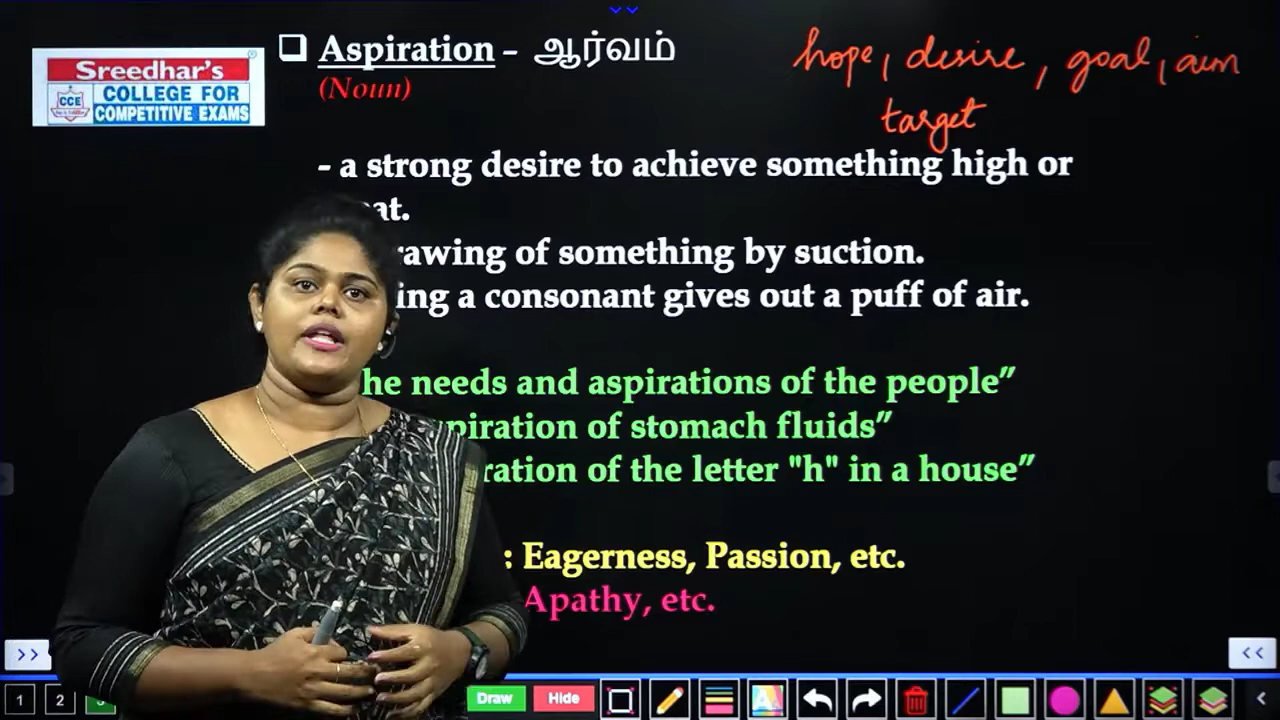 Sreedhar's
CCE
COLLEGE FOR
COMPETITIVE EXAMS
Aspiration – ஆர்வம்
(Noun)
hope, desire, goal, aim
target
- a strong desire to achieve something high or
at.
rawing of something by suction.
ing a consonant gives out a puff of air.
he needs and aspirations of the people”
piration of stomach fluids”
ration of the letter "h" in a house”
: Eagerness, Passion, etc.
Apathy, etc.
>> 
<<
1 2 3 Draw Hide